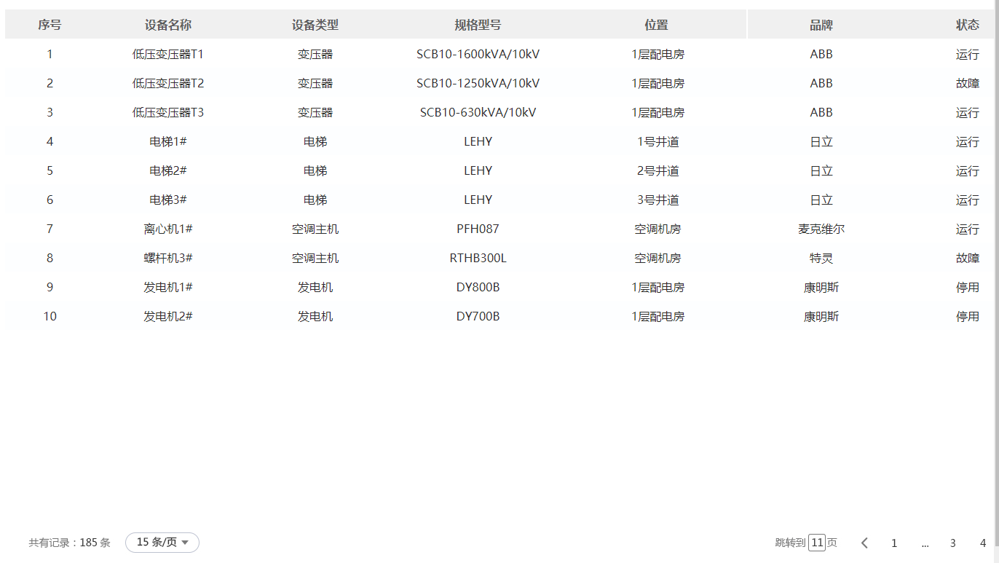 序号 设备名称 设备类型 规格型号 位置 品牌 状态
1 低压变压器T1 变压器 SCB10-1600kVA/10kV 1层配电房 ABB 运行
2 低压变压器T2 变压器 SCB10-1250kVA/10kV 1层配电房 ABB 故障
3 低压变压器T3 变压器 SCB10-630kVA/10kV 1层配电房 ABB 运行
4 电梯1# 电梯 LEHY 1号井道 日立 运行
5 电梯2# 电梯 LEHY 2号井道 日立 运行
6 电梯3# 电梯 LEHY 3号井道 日立 运行
7 离心机1# 空调主机 PFH087 空调机房 麦克维尔 运行
8 螺杆机3# 空调主机 RTHB300L 空调机房 特灵 故障
9 发电机1# 发电机 DY800B 1层配电房 康明斯 停用
10 发电机2# 发电机 DY700B 1层配电房 康明斯 停用
共有记录：185 条 15 条/页 跳转到 11 页 1 ... 3 4